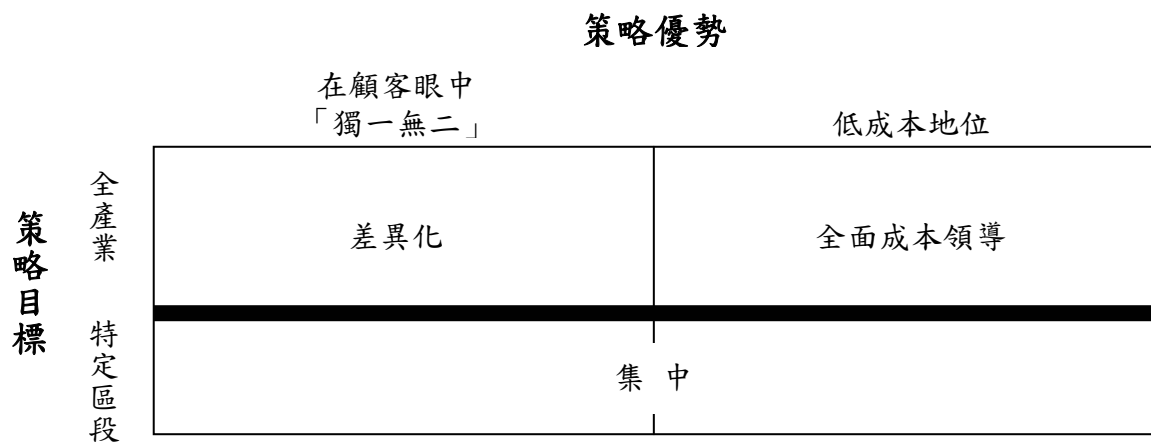 策略優勢
在顧客眼中
「獨一無二」
低成本地位
策略目標
全產業
差異化
全面成本領導
特定區段
集 中